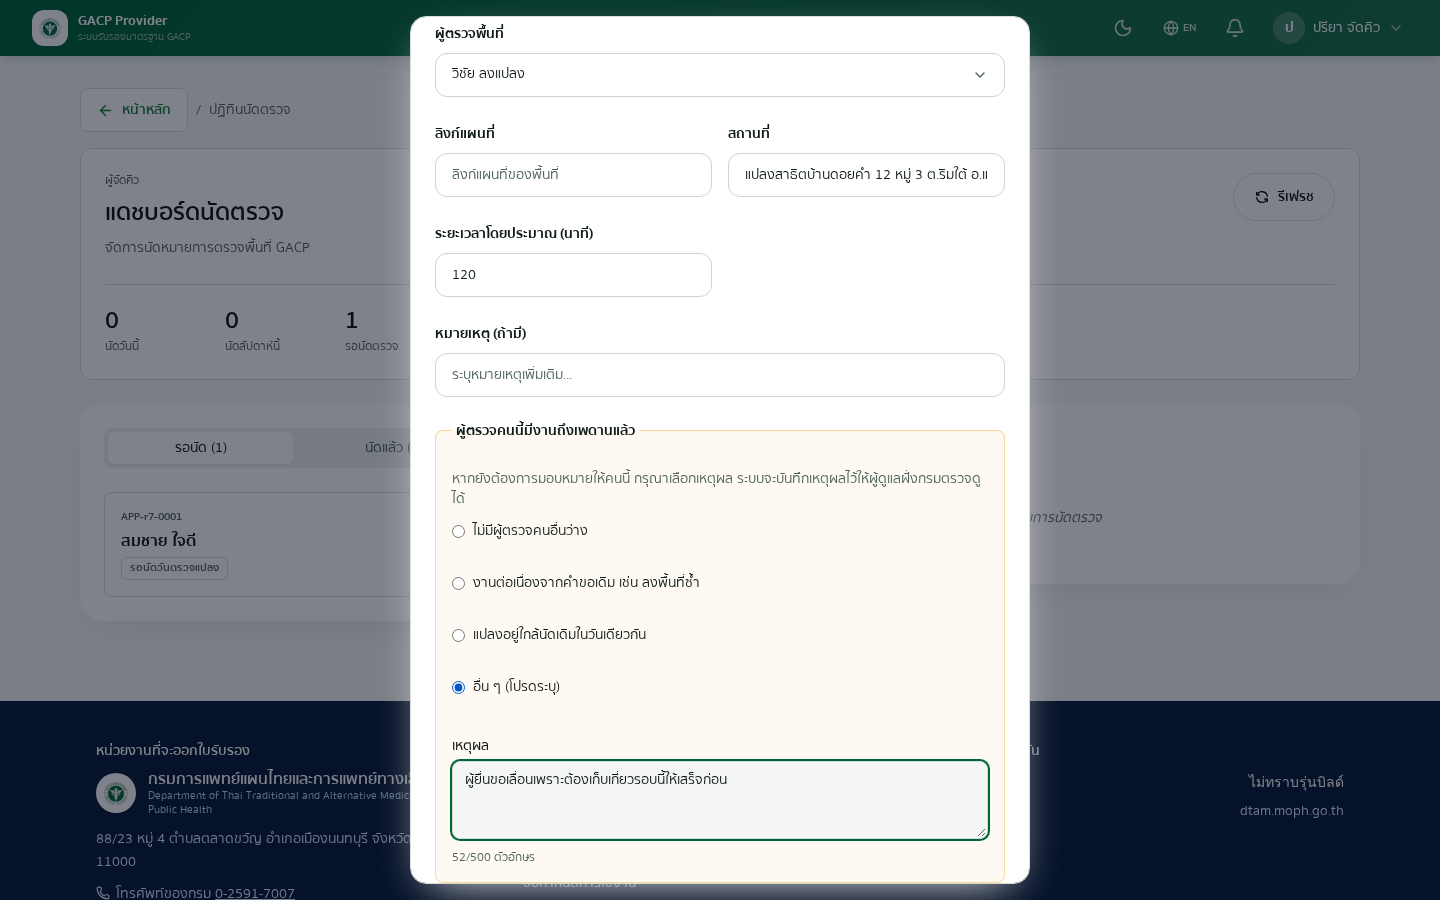 GACP Provider
ระบบรับรองมาตรฐาน GACP
EN
ป
ปรียา จัดคิว
หน้าหลัก
/ ปฏิทินนัดตรวจ
ผู้จัดคิว
แดชบอร์ดนัดตรวจ
จัดการนัดหมายการตรวจพื้นที่ GACP
รีเฟรช
0
นัดวันนี้
0
นัดสัปดาห์นี้
1
รอนัดตรวจ
รอนัด (1)
นัดแล้ว (
APP-r7-0001
สมชาย ใจดี
รอนัดวันตรวจแปลง
การนัดตรวจ
ผู้ตรวจพื้นที่
วิชัย ลงแปลง
ลิงก์แผนที่
ลิงก์แผนที่ของพื้นที่
สถานที่
แปลงสาธิตบ้านดอยคำ 12 หมู่ 3 ต.ริมใต้ อ.แ
ระยะเวลาโดยประมาณ (นาที)
120
หมายเหตุ (ถ้ามี)
ระบุหมายเหตุเพิ่มเติม...
ผู้ตรวจคนนี้มีงานถึงเพดานแล้ว
หากยังต้องการมอบหมายให้คนนี้ กรุณาเลือกเหตุผล ระบบจะบันทึกเหตุผลไว้ให้ผู้ดูแลฝั่งกรมตรวจดู
ได้
ไม่มีผู้ตรวจคนอื่นว่าง
งานต่อเนื่องจากคำขอเดิม เช่น ลงพื้นที่ซ้ำ
แปลงอยู่ใกล้นัดเดิมในวันเดียวกัน
อื่น ๆ (โปรดระบุ)
เหตุผล
ผู้ยื่นขอเลื่อนเพราะต้องเก็บเกี่ยวรอบนี้ให้เสร็จก่อน
52/500 ตัวอักษร
หน่วยงานที่จะออกใบรับรอง
กรมการแพทย์แผนไทยและการแพทย์ทางเ
Department of Thai Traditional and Alternative Medic
Public Health
88/23 หมู่ 4 ตำบลตลาดขวัญ อำเภอเมืองนนทบุรี จังหวัด
11000
โทรศัพท์ของกรม 0-2591-7007
ไม่ทราบรุ่นบิลด์
dtam.moph.go.th